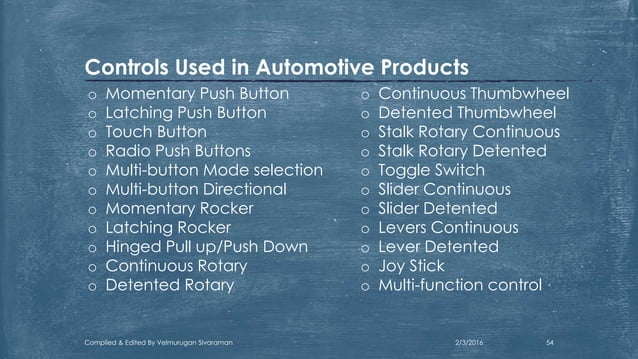 Controls Used in Automotive Products
o Momentary Push Button
o Latching Push Button
o Touch Button
o Radio Push Buttons
o Multi-button Mode selection
o Multi-button Directional
o Momentary Rocker
o Latching Rocker
o Hinged Pull up/Push Down
o Continuous Rotary
o Detented Rotary
o Continuous Thumbwheel
o Detented Thumbwheel
o Stalk Rotary Continuous
o Stalk Rotary Detented
o Toggle Switch
o Slider Continuous
o Slider Detented
o Levers Continuous
o Lever Detented
o Joy Stick
o Multi-function control
Complied & Edited By Velmurugan Sivaraman
2/3/2016
54